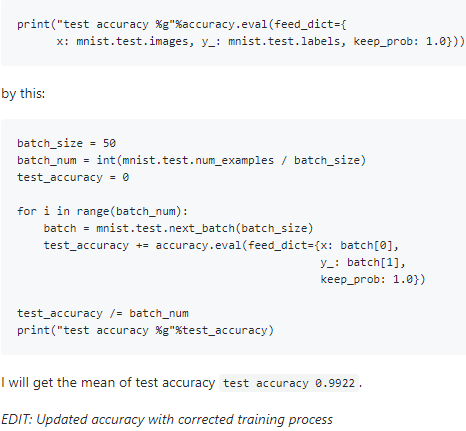 print("test accuracy %g"%accuracy.eval(feed_dict={
      x: mnist.test.images, y_: mnist.test.labels, keep_prob: 1.0}))
by this:
batch_size = 50
batch_num = int(mnist.test.num_examples / batch_size)
test_accuracy = 0

for i in range(batch_num):
    batch = mnist.test.next_batch(batch_size)
    test_accuracy += accuracy.eval(feed_dict={x: batch[0],
                                              y_: batch[1],
                                              keep_prob: 1.0})

test_accuracy /= batch_num
print("test accuracy %g"%test_accuracy)
I will get the mean of test accuracy test accuracy 0.9922 .
EDIT: Updated accuracy with corrected training process